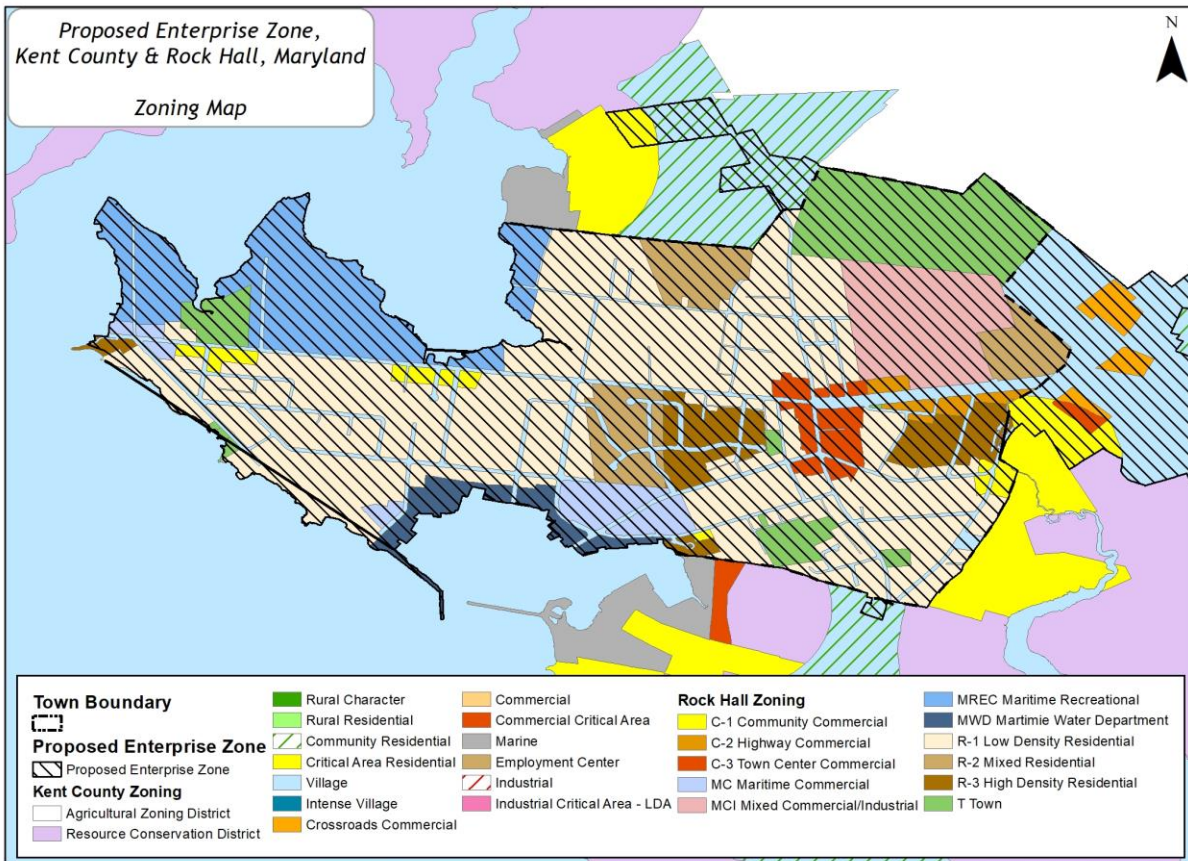 Proposed Enterprise Zone,
Kent County & Rock Hall, Maryland
Zoning Map
N
Town Boundary
Proposed Enterprise Zone
Proposed Enterprise Zone
Kent County Zoning
Agricultural Zoning District
Resource Conservation District
Rural Character
Rural Residential
Community Residential
Critical Area Residential
Village
Intense Village
Crossroads Commercial
Commercial
Commercial Critical Area
Marine
Employment Center
Industrial
Industrial Critical Area - LDA
Rock Hall Zoning
C-1 Community Commercial
C-2 Highway Commercial
C-3 Town Center Commercial
MC Maritime Commercial
MCI Mixed Commercial/Industrial
MREC Maritime Recreational
MWD Martimie Water Department
R-1 Low Density Residential
R-2 Mixed Residential
R-3 High Density Residential
T Town